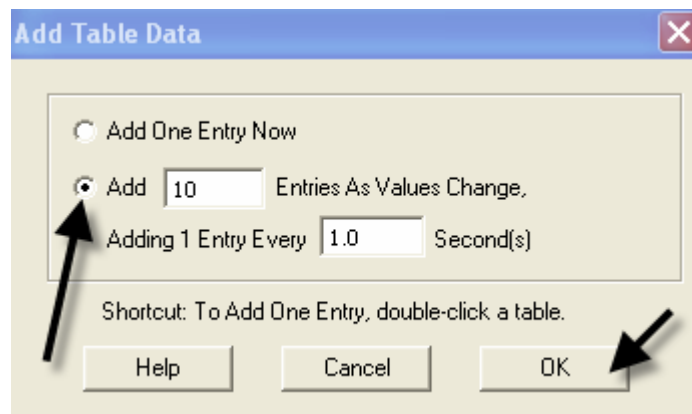 Add Table Data
Add One Entry Now
Add 10 Entries As Values Change,
Adding 1 Entry Every 1.0 Second(s)
Shortcut: To Add One Entry, double-click a table.
Help Cancel OK